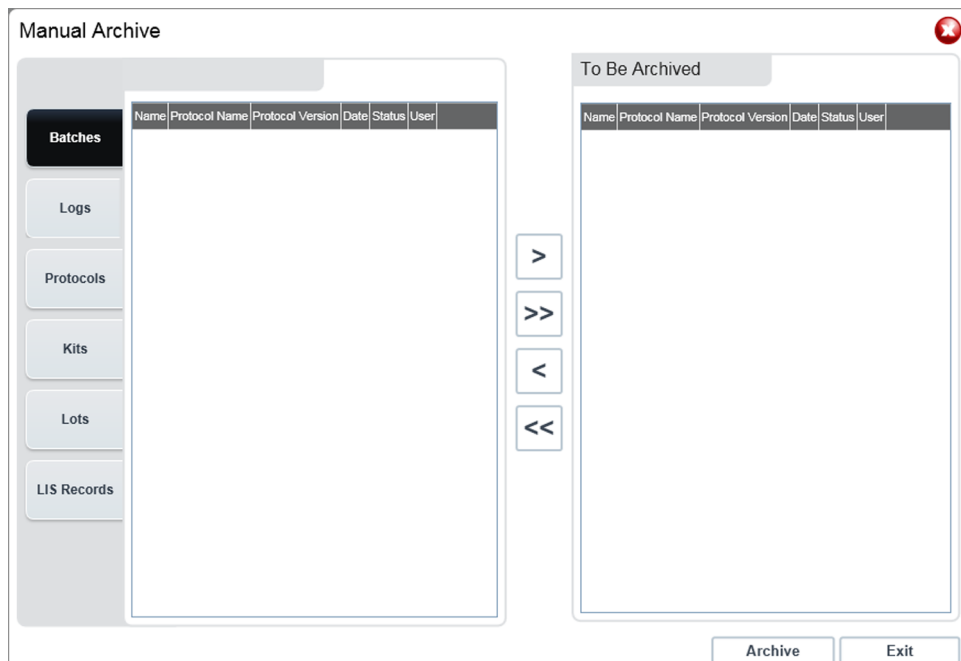 Manual Archive
To Be Archived
Name Protocol Name Protocol Version Date Status User
Name Protocol Name Protocol Version Date Status User
Batches
Logs
Protocols
Kits
Lots
LIS Records
>
>>
<
<<
Archive
Exit